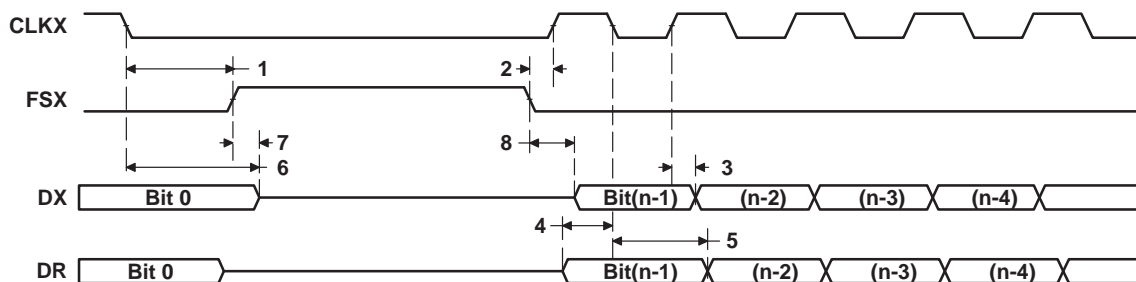 CLKX
1 2
FSX
7 8
6 3
DX Bit 0 Bit(n-1) (n-2) (n-3) (n-4)
4 5
DR Bit 0 Bit(n-1) (n-2) (n-3) (n-4)